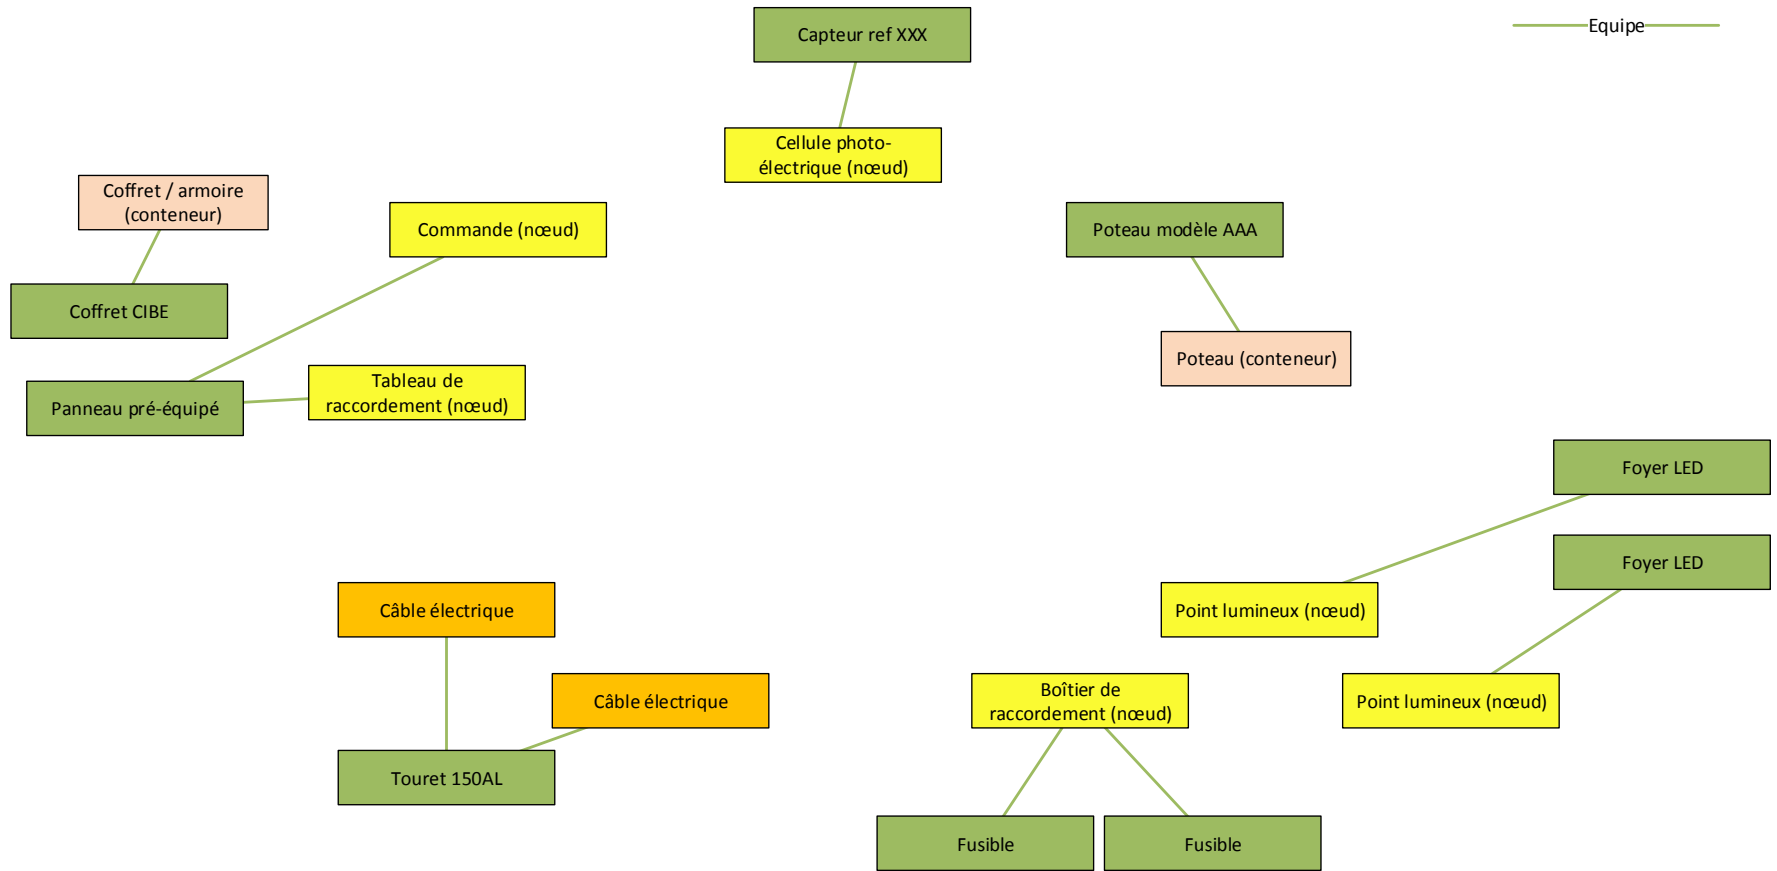 Capteur ref XXX
Equipe
Cellule photo-
électrique (nœud)
Coffret / armoire
(conteneur)
Commande (nœud)
Poteau modèle AAA
Coffret CIBE
Poteau (conteneur)
Panneau pré-équipé
Tableau de
raccordement (nœud)
Foyer LED
Foyer LED
Câble électrique
Point lumineux (nœud)
Câble électrique
Boîtier de
raccordement (nœud)
Point lumineux (nœud)
Touret 150AL
Fusible
Fusible